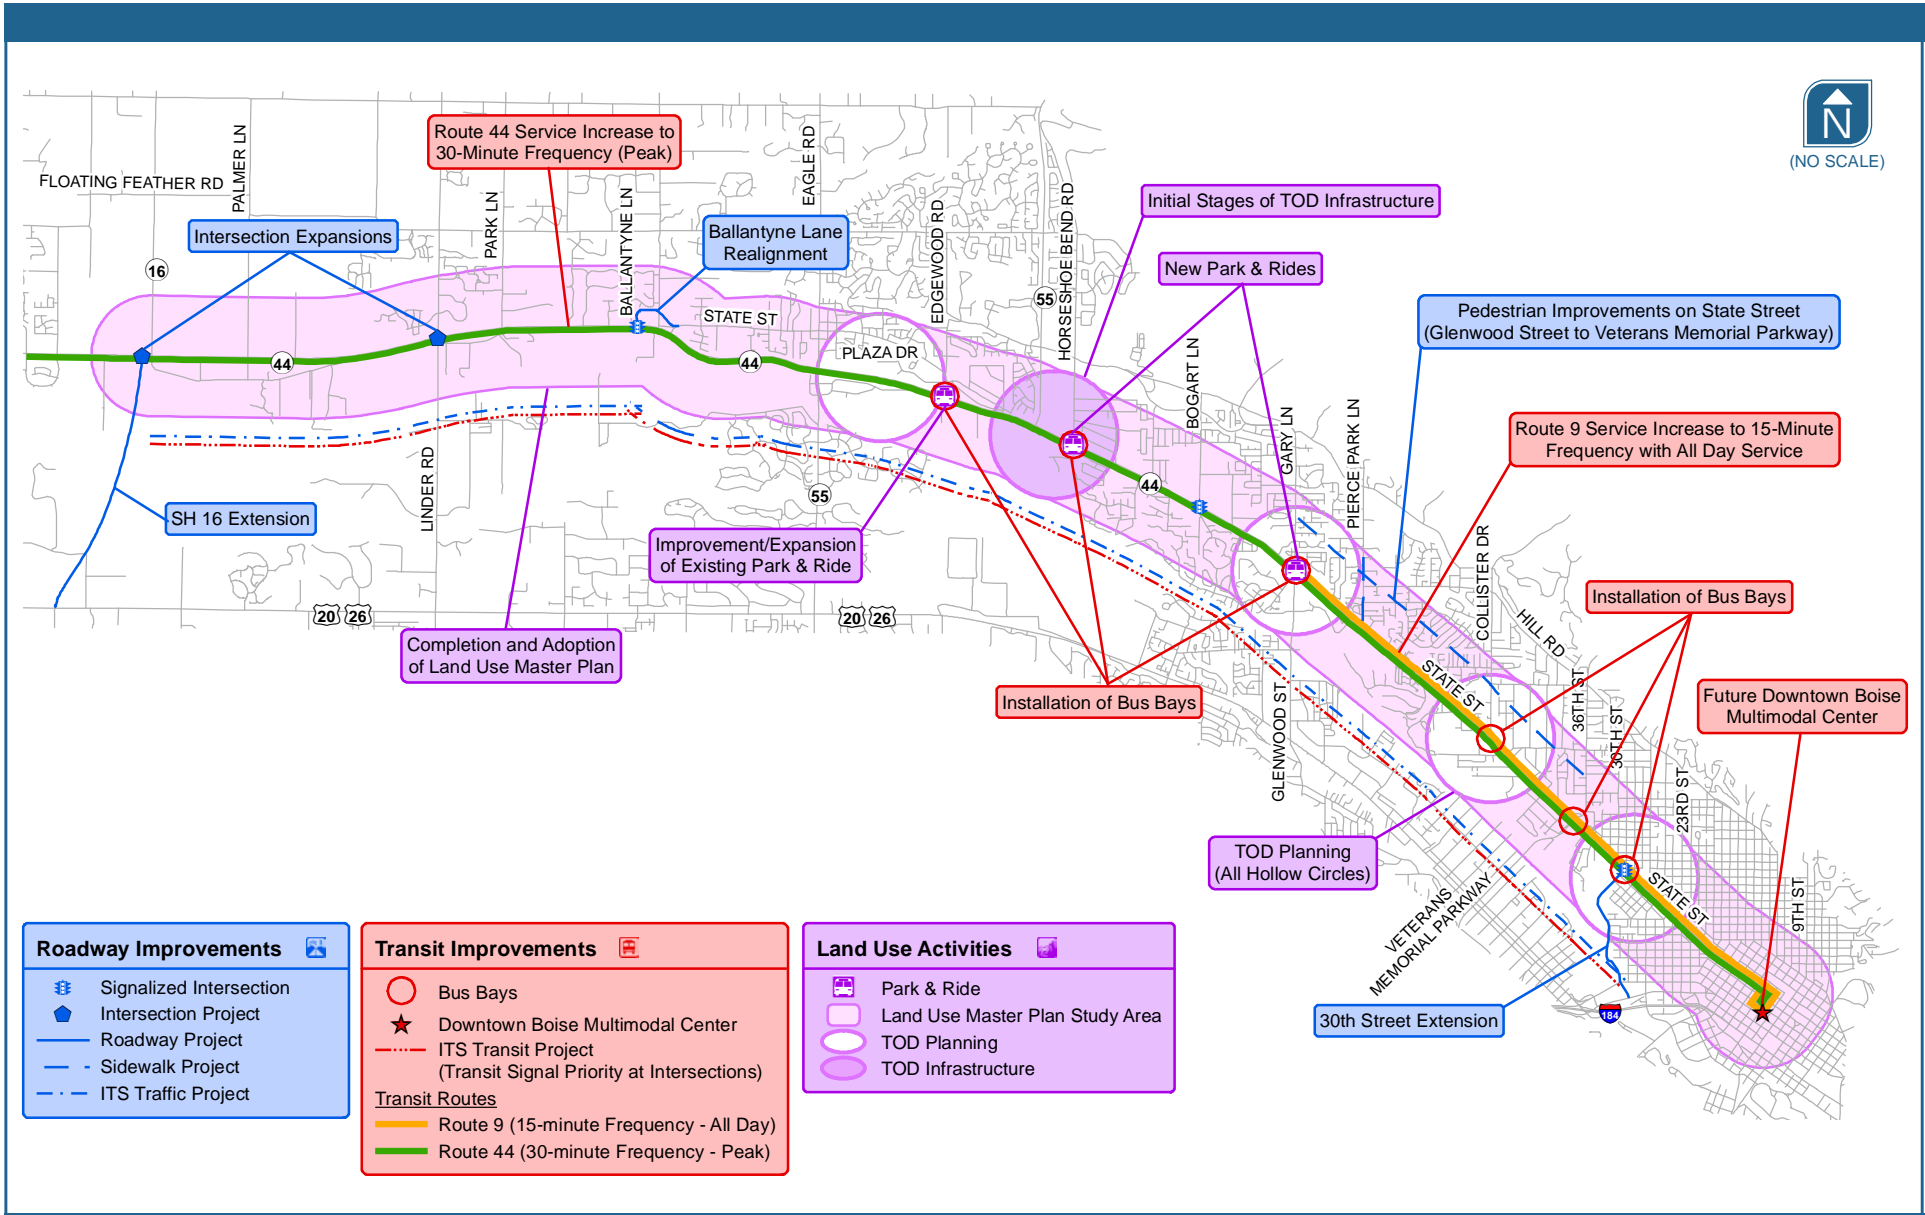 N
(NO SCALE)
FLOATING FEATHER RD
PALMER LN
PARK LN
BALLANTYNE LN
EAGLE RD
EDGEWOOD RD
HORSESHOE BEND RD
Route 44 Service Increase to
30-Minute Frequency (Peak)
Initial Stages of TOD Infrastructure
Intersection Expansions
Ballantyne Lane
Realignment
New Park & Rides
16
55
STATE ST
PLAZA DR
44
44
Pedestrian Improvements on State Street
(Glenwood Street to Veterans Memorial Parkway)
BOGART LN
GARY LN
PIERCE PARK LN
Route 9 Service Increase to 15-Minute
Frequency with All Day Service
LINDER RD
44
55
SH 16 Extension
Improvement/Expansion
of Existing Park & Ride
COLLISTER DR
HILL RD
Installation of Bus Bays
20
26
20
26
Completion and Adoption
of Land Use Master Plan
Installation of Bus Bays
GLENWOOD ST
STATE ST
36TH ST
30TH ST
23RD ST
Future Downtown Boise
Multimodal Center
TOD Planning
(All Hollow Circles)
VETERANS
MEMORIAL PARKWAY
STATE ST
9TH ST
30th Street Extension
184
Roadway Improvements
Signalized Intersection
Intersection Project
Roadway Project
Sidewalk Project
ITS Traffic Project
Transit Improvements
Bus Bays
Downtown Boise Multimodal Center
ITS Transit Project
(Transit Signal Priority at Intersections)
Transit Routes
Route 9 (15-minute Frequency - All Day)
Route 44 (30-minute Frequency - Peak)
Land Use Activities
Park & Ride
Land Use Master Plan Study Area
TOD Planning
TOD Infrastructure